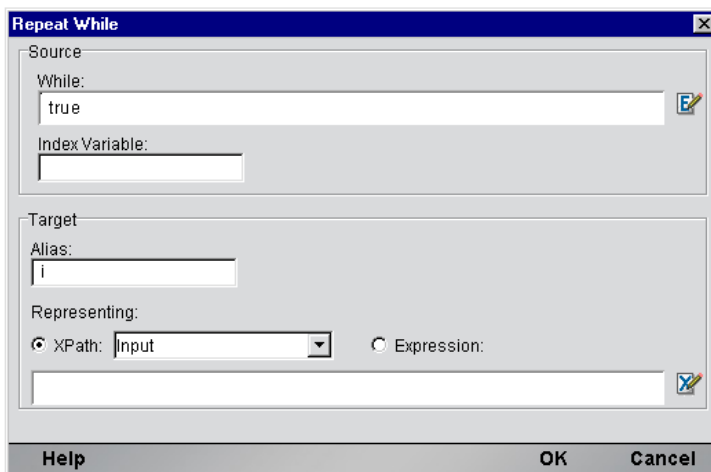 Repeat While
Source
While:
true
Index Variable:
Target
Alias:
i
Representing:
XPath: Input Expression:
Help OK Cancel